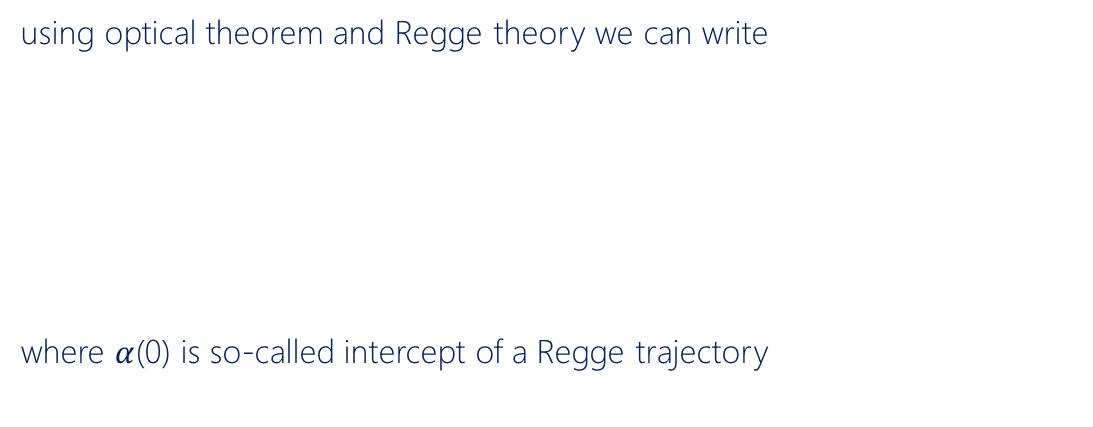 using optical theorem and Regge theory we can write
where α(0) is so-called intercept of a Regge trajectory